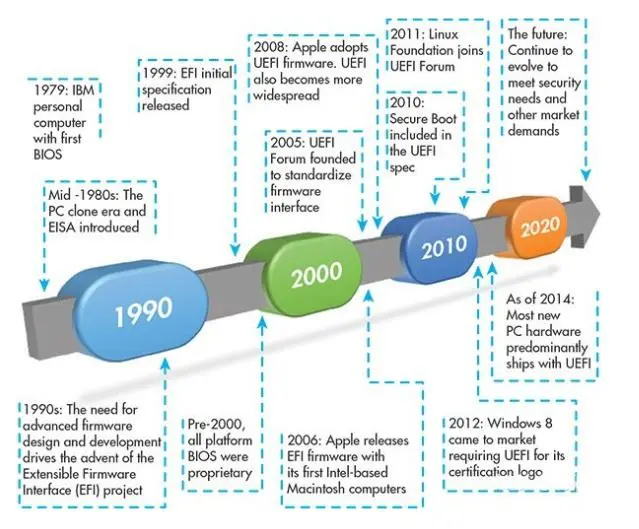 1979: IBM
personal
computer
with first
BIOS
Mid -1980s: The
PC clone era and
EISA introduced
1999: EFI initial
specification
released
2008: Apple adopts
UEFI firmware. UEFI
also becomes more
widespread
2005: UEFI
Forum founded
to standardize
firmware
interface
2011: Linux
Foundation joins
UEFI Forum
2010:
Secure Boot
included in
the UEFI
spec
The future:
Continue to
evolve to
meet security
needs and
other market
demands
1990
2000
2010
2020
1990s: The need for
advanced firmware
design and development
drives the advent of the
Extensible Firmware
Interface (EFI) project
Pre-2000,
all platform
BIOS were
proprietary
2006: Apple releases
EFI firmware with
its first Intel-based
Macintosh computers
2012: Windows 8
came to market
requiring UEFI for its
certification logo
As of 2014:
Most new
PC hardware
predominantly
ships with UEFI